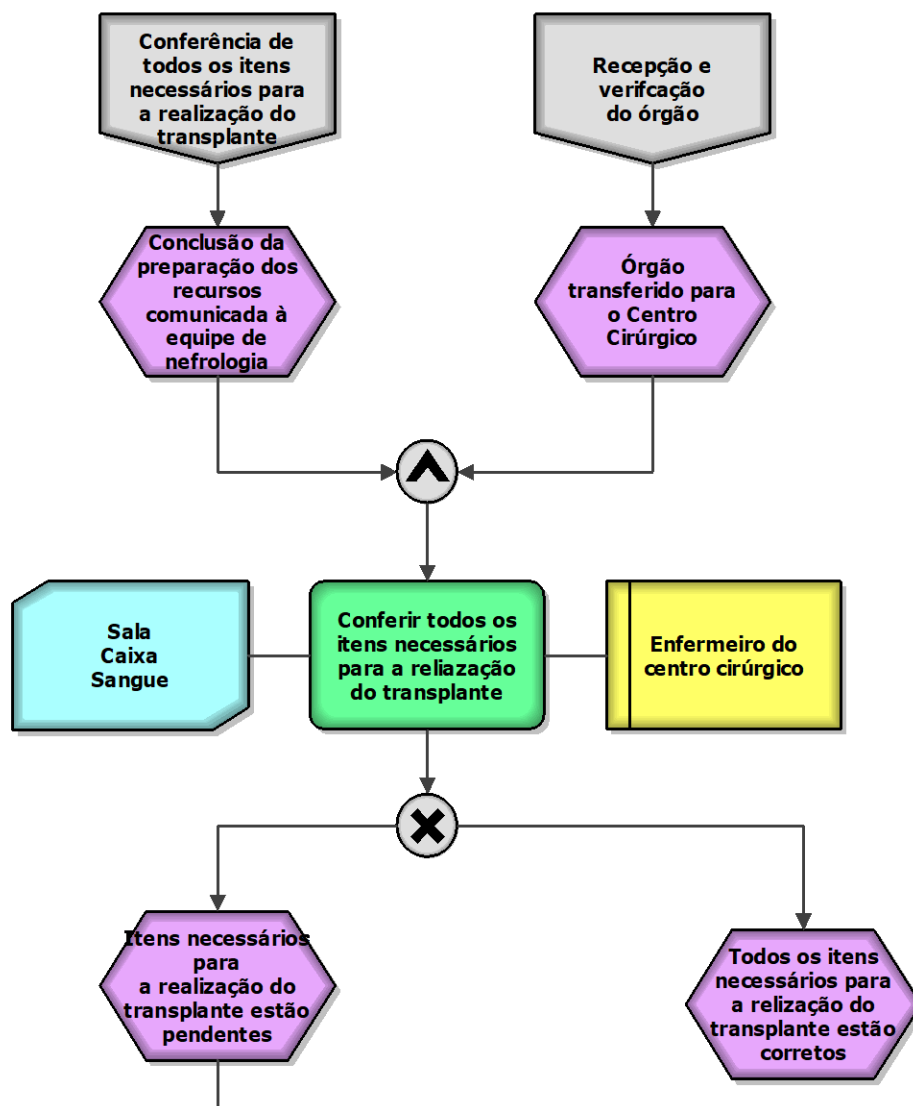 Conferência de
todos os itens
necessários para
a realização do
transplante
Recepção e
verifcação
do órgão
Conclusão da
preparação dos
recursos
comunicada à
equipe de
nefrologia
Órgão
transferido para
o Centro
Cirúrgico
Sala
Caixa
Sangue
Conferir todos os
itens necessários
para a reliazação
do transplante
Enfermeiro do
centro cirúrgico
Itens necessários
para
a realização do
transplante estão
pendentes
Todos os itens
necessários para
a relização do
transplante estão
corretos